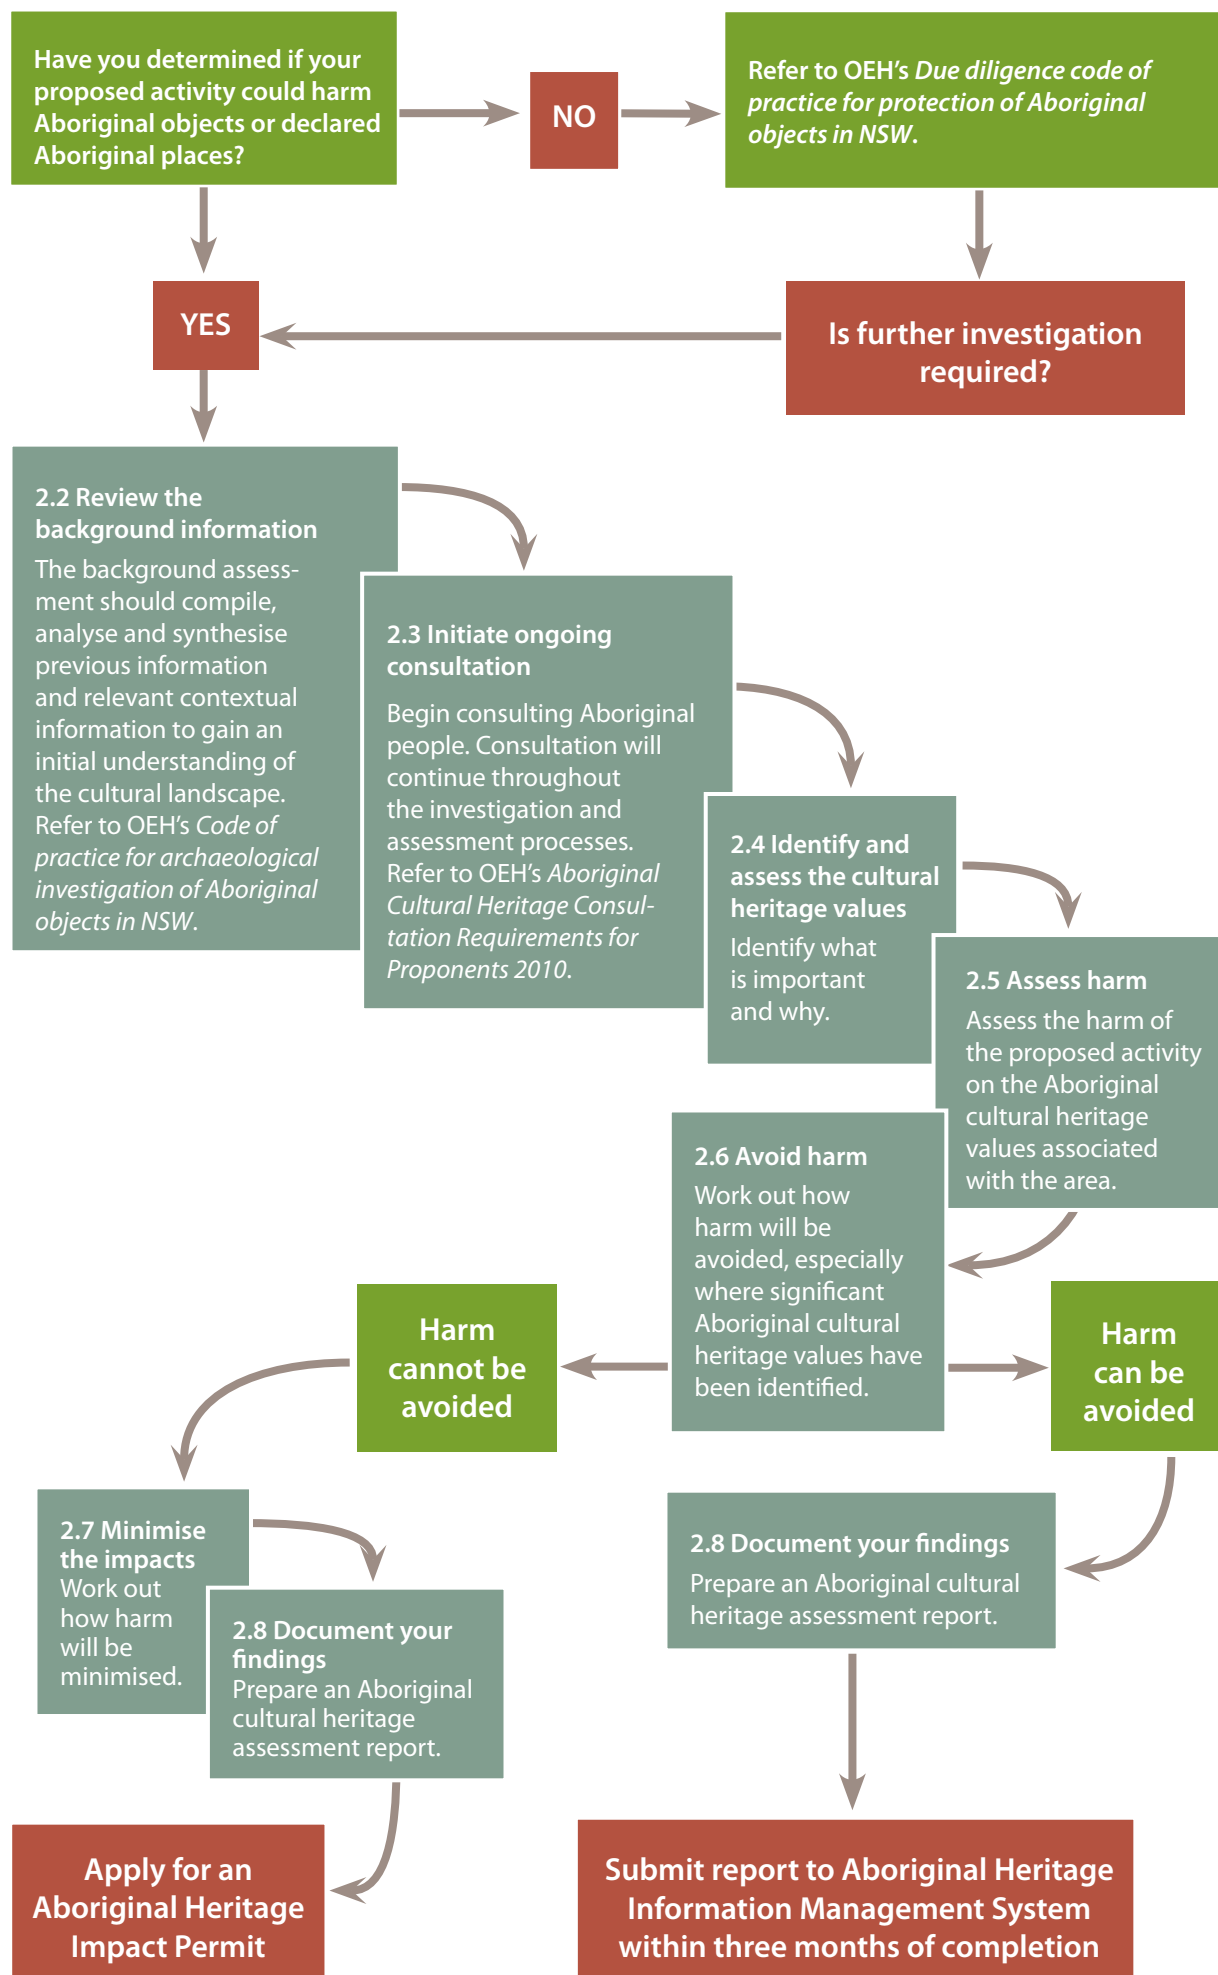 Have you determined if your
proposed activity could harm
Aboriginal objects or declared
Aboriginal places?
NO
Refer to OEH's Due diligence code of
practice for protection of Aboriginal
objects in NSW.
YES
Is further investigation
required?
2.2 Review the
background information
The background assess-
ment should compile,
analyse and synthesise
previous information
and relevant contextual
information to gain an
initial understanding of
the cultural landscape.
Refer to OEH's Code of
practice for archaeological
investigation of Aboriginal
objects in NSW.
2.3 Initiate ongoing
consultation
Begin consulting Aboriginal
people. Consultation will
continue throughout
the investigation and
assessment processes.
Refer to OEH's Aboriginal
Cultural Heritage Consul-
tation Requirements for
Proponents 2010.
2.4 Identify and
assess the cultural
heritage values
Identify what
is important
and why.
2.5 Assess harm
Assess the harm of
the proposed activity
on the Aboriginal
cultural heritage
values associated
with the area.
2.6 Avoid harm
Work out how
harm will be
avoided, especially
where significant
Aboriginal cultural
heritage values have
been identified.
Harm
cannot be
avoided
Harm
can be
avoided
2.7 Minimise
the impacts
Work out
how harm
will be
minimised.
2.8 Document your
findings
Prepare an Aboriginal
cultural heritage
assessment report.
2.8 Document your findings
Prepare an Aboriginal cultural
heritage assessment report.
Apply for an
Aboriginal Heritage
Impact Permit
Submit report to Aboriginal Heritage
Information Management System
within three months of completion